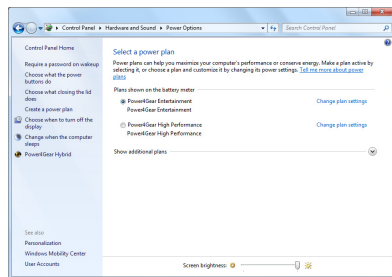 Control Panel ▸ Hardware and Sound ▸ Power Options
Search Control Panel
Control Panel Home
Require a password on wakeup
Choose what the power
buttons do
Choose what closing the lid
does
Create a power plan
Choose when to turn off the
display
Change when the computer
sleeps
Power4Gear Hybrid
See also
Personalization
Windows Mobility Center
User Accounts
Select a power plan
Power plans can help you maximize your computer's performance or conserve energy. Make a plan active by
selecting it, or choose a plan and customize it by changing its power settings. Tell me more about power
plans
Plans shown on the battery meter
Power4Gear Entertainment Change plan settings
Power4Gear Entertainment
Power4Gear High Performance Change plan settings
Power4Gear High Performance
Show additional plans
Screen brightness: